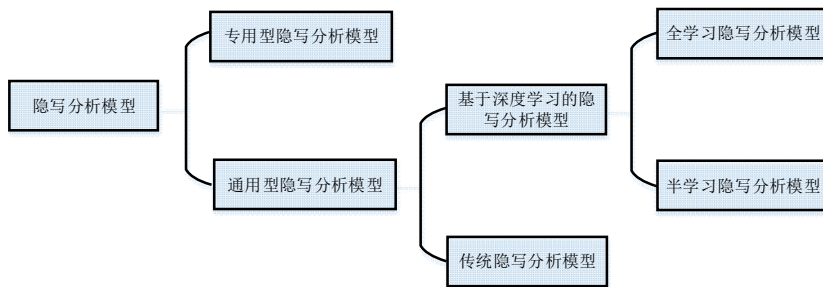 隐写分析模型
专用型隐写分析模型
通用型隐写分析模型
基于深度学习的隐
写分析模型
传统隐写分析模型
全学习隐写分析模型
半学习隐写分析模型